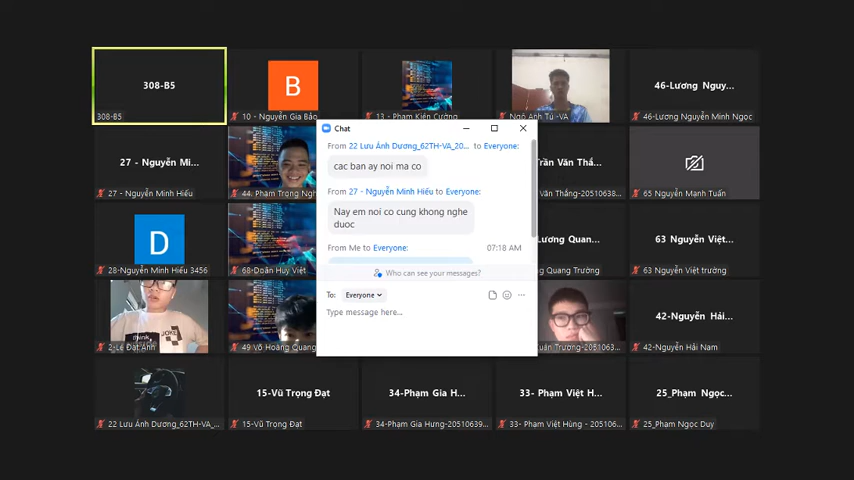 308-B5
308-B5
B
10 - Nguyễn Gia Bảo
13 - Phạm Kiên Cường
Ngô Anh Tú -VA
46-Lương Nguy...
46-Lương Nguyễn Minh Ngọc
27 - Nguyễn Mi...
27 - Nguyễn Minh Hiếu
44. Phạm Trọng Ngh
Trần Văn Thắ...
Văn Thắng-20510638...
65 Nguyễn Mạnh Tuấn
D
28-Nguyễn Minh Hiếu 3456
68-Doãn Huy Việt
Lương Quan...
g Quang Trường
63 Nguyễn Việt...
63 Nguyễn Việt trường
think
JOKE
2-Lê Đạt Anh
49 Võ Hoàng Quang
uân Trượng-2051063...
42-Nguyễn Hải...
42-Nguyễn Hải Nam
22 Lưu Ánh Dương_62TH-VA_...
15-Vũ Trọng Đạt
15-Vũ Trọng Đạt
34-Phạm Gia H...
34-Phạm Gia Hưng-20510639...
33- Phạm Việt H...
33- Phạm Việt Hùng - 205106...
25_Phạm Ngọc...
25_Phạm Ngọc Duy
Chat
From 22 Lưu Ánh Dương_62TH-VA_20... to Everyone:
cac ban ay noi ma co
From 27 - Nguyễn Minh Hiếu to Everyone:
Nay em noi co cung khong nghe
duoc
From Me to Everyone: 07:18 AM
Who can see your messages?
To: Everyone
Type message here...